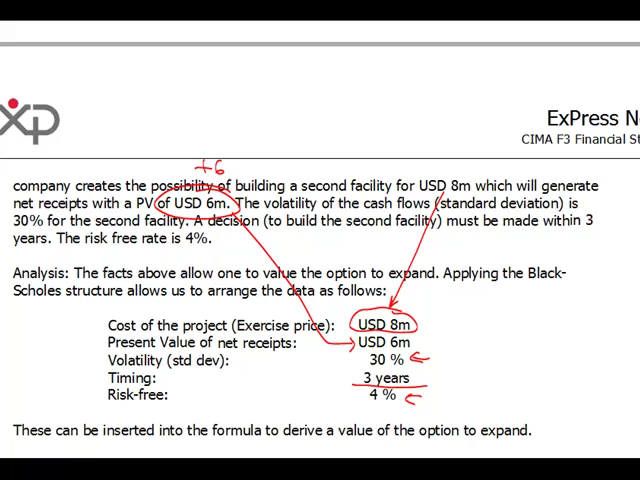 xp
ExPress No
CIMA F3 Financial St
+6
company creates the possibility of building a second facility for USD 8m which will generate
net receipts with a PV of USD 6m. The volatility of the cash flows (standard deviation) is
30% for the second facility. A decision (to build the second facility) must be made within 3
years. The risk free rate is 4%.
Analysis: The facts above allow one to value the option to expand. Applying the Black-
Scholes structure allows us to arrange the data as follows:
Cost of the project (Exercise price): USD 8m
Present Value of net receipts: USD 6m
Volatility (std dev): 30 %
Timing: 3 years
Risk-free: 4 %
These can be inserted into the formula to derive a value of the option to expand.